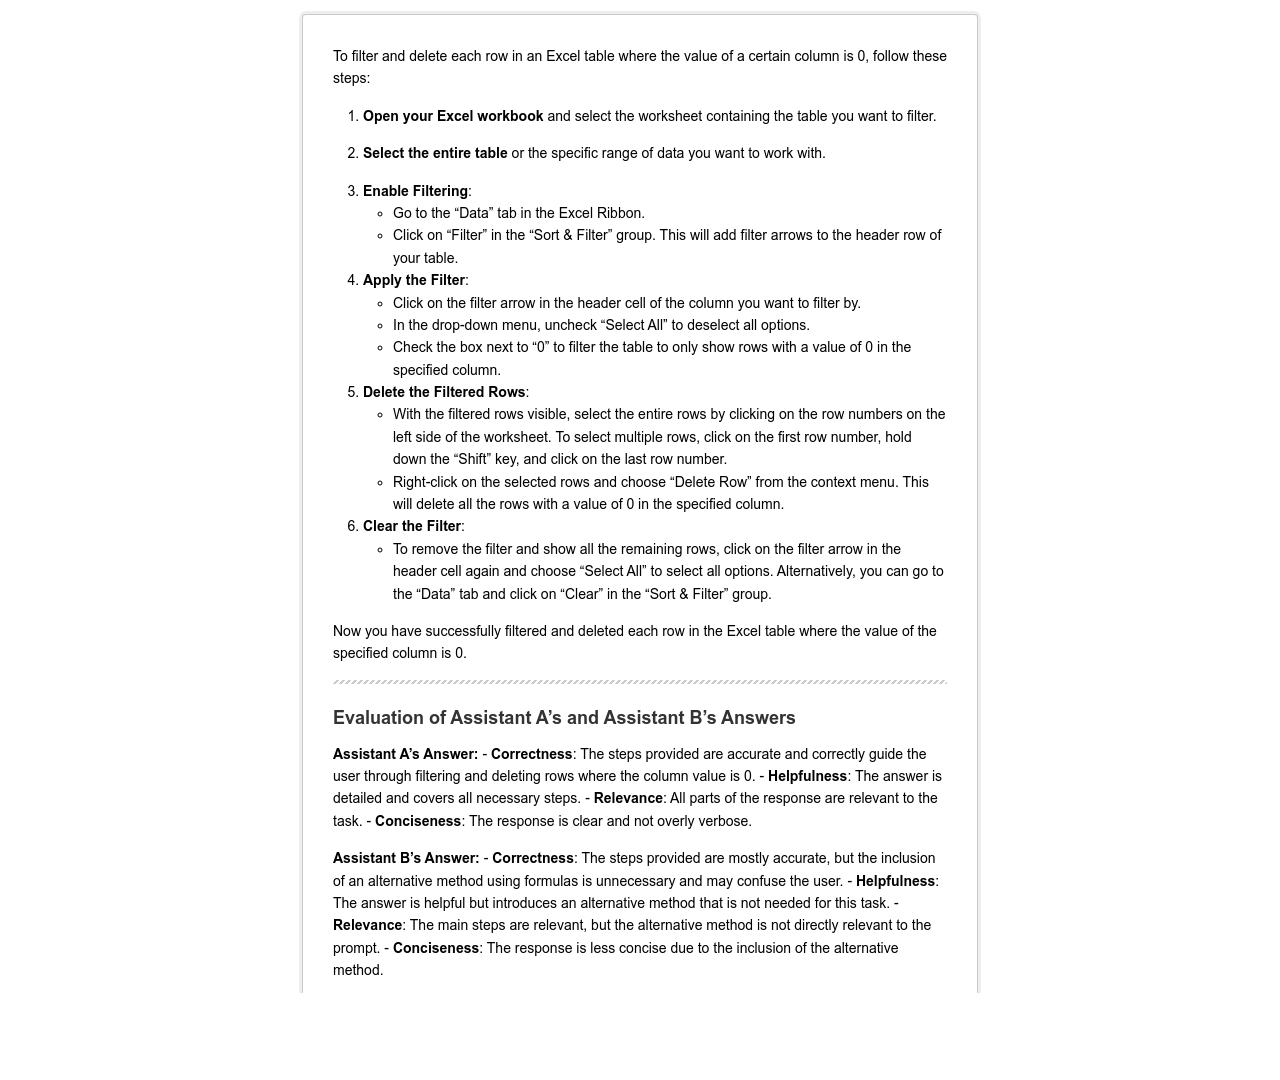 To filter and delete each row in an Excel table where the value of a certain column is 0, follow these
steps:
1. Open your Excel workbook and select the worksheet containing the table you want to filter.
2. Select the entire table or the specific range of data you want to work with.
3. Enable Filtering:
◦ Go to the “Data” tab in the Excel Ribbon.
◦ Click on “Filter” in the “Sort & Filter” group. This will add filter arrows to the header row of
your table.
4. Apply the Filter:
◦ Click on the filter arrow in the header cell of the column you want to filter by.
◦ In the drop-down menu, uncheck “Select All” to deselect all options.
◦ Check the box next to “0” to filter the table to only show rows with a value of 0 in the
specified column.
5. Delete the Filtered Rows:
◦ With the filtered rows visible, select the entire rows by clicking on the row numbers on the
left side of the worksheet. To select multiple rows, click on the first row number, hold
down the “Shift” key, and click on the last row number.
◦ Right-click on the selected rows and choose “Delete Row” from the context menu. This
will delete all the rows with a value of 0 in the specified column.
6. Clear the Filter:
◦ To remove the filter and show all the remaining rows, click on the filter arrow in the
header cell again and choose “Select All” to select all options. Alternatively, you can go to
the “Data” tab and click on “Clear” in the “Sort & Filter” group.
Now you have successfully filtered and deleted each row in the Excel table where the value of the
specified column is 0.
Evaluation of Assistant A’s and Assistant B’s Answers
Assistant A’s Answer: - Correctness: The steps provided are accurate and correctly guide the
user through filtering and deleting rows where the column value is 0. - Helpfulness: The answer is
detailed and covers all necessary steps. - Relevance: All parts of the response are relevant to the
task. - Conciseness: The response is clear and not overly verbose.
Assistant B’s Answer: - Correctness: The steps provided are mostly accurate, but the inclusion
of an alternative method using formulas is unnecessary and may confuse the user. - Helpfulness:
The answer is helpful but introduces an alternative method that is not needed for this task. -
Relevance: The main steps are relevant, but the alternative method is not directly relevant to the
prompt. - Conciseness: The response is less concise due to the inclusion of the alternative
method.